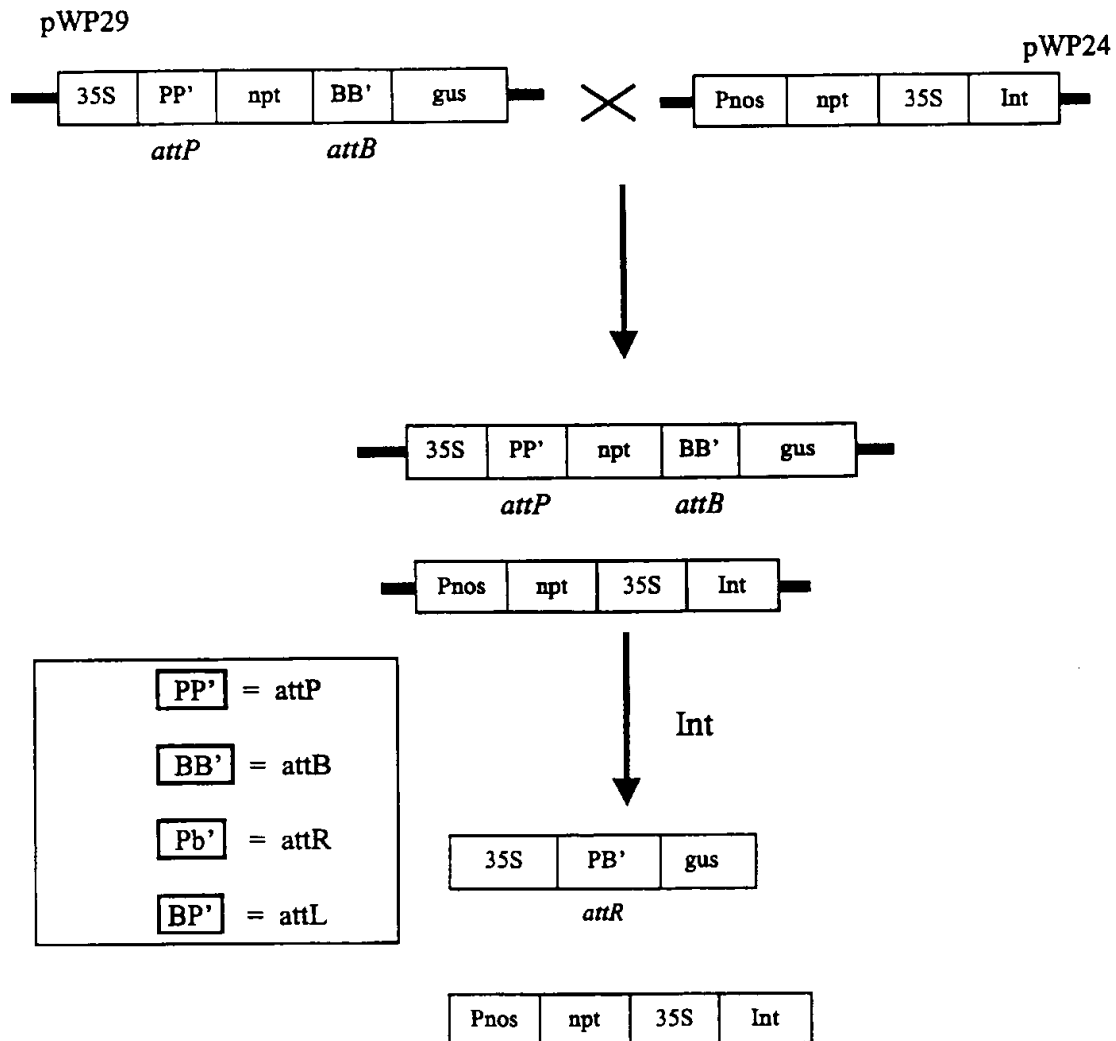 pWP29
pWP24
35S PP' npt BB' gus
Pnos npt 35S Int
attP attB
35S PP' npt BB' gus
attP attB
Pnos npt 35S Int
PP' = attP
BB' = attB
Pb' = attR
BP' = attL
Int
35S PB' gus
attR
Pnos npt 35S Int